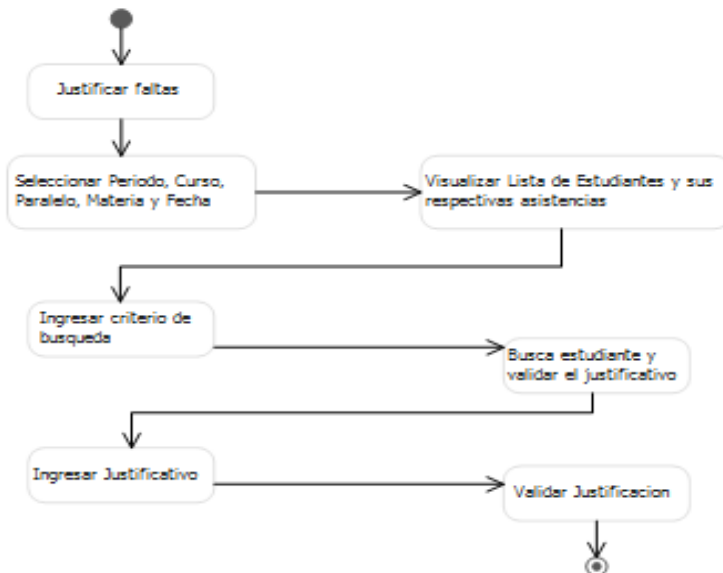 Justificar faltas
Seleccionar Periodo, Curso,
Paralelo, Materia y Fecha
Visualizar Lista de Estudiantes y sus
respectivas asistencias
Ingresar criterio de
busqueda
Busca estudiante y
validar el justificativo
Ingresar Justificativo
Validar Justificacion